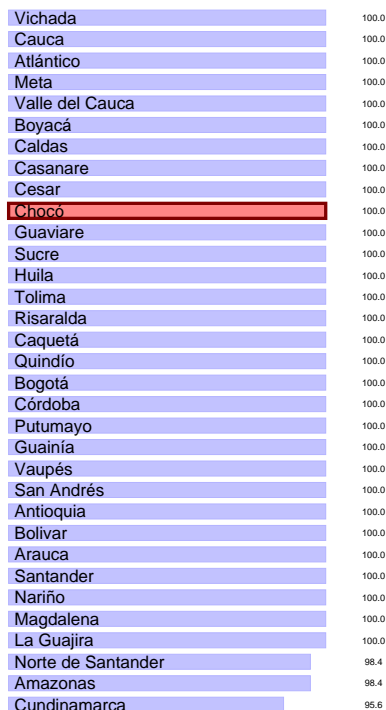 Vichada 100.0
Cauca 100.0
Atlántico 100.0
Meta 100.0
Valle del Cauca 100.0
Boyacá 100.0
Caldas 100.0
Casanare 100.0
Cesar 100.0
Chocó 100.0
Guaviare 100.0
Sucre 100.0
Huila 100.0
Tolima 100.0
Risaralda 100.0
Caquetá 100.0
Quindío 100.0
Bogotá 100.0
Córdoba 100.0
Putumayo 100.0
Guainía 100.0
Vaupés 100.0
San Andrés 100.0
Antioquia 100.0
Bolivar 100.0
Arauca 100.0
Santander 100.0
Nariño 100.0
Magdalena 100.0
La Guajira 100.0
Norte de Santander 98.4
Amazonas 98.4
Cundinamarca 95.6